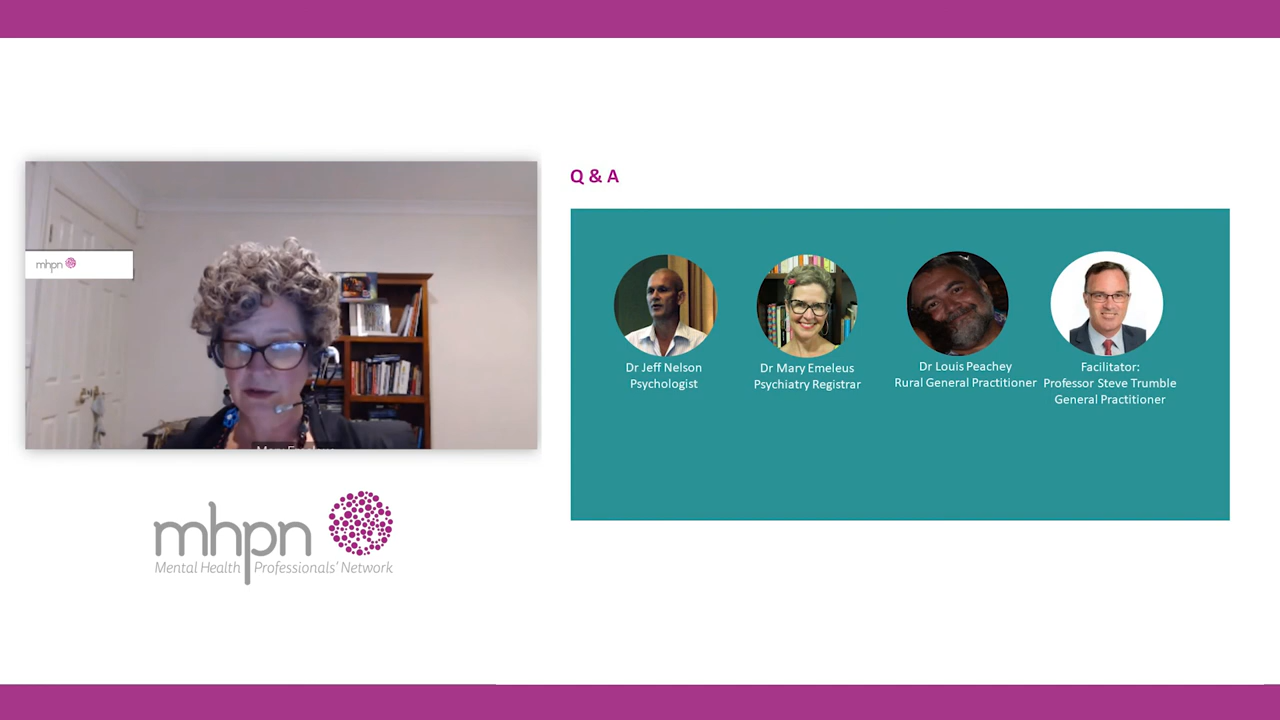 Q & A
mhpn
Dr Jeff Nelson
Psychologist
Dr Mary Emeleus
Psychiatry Registrar
Dr Louis Peachey
Rural General Practitioner
Facilitator:
Professor Steve Trumble
General Practitioner
mhpn
Mental Health Professionals' Network